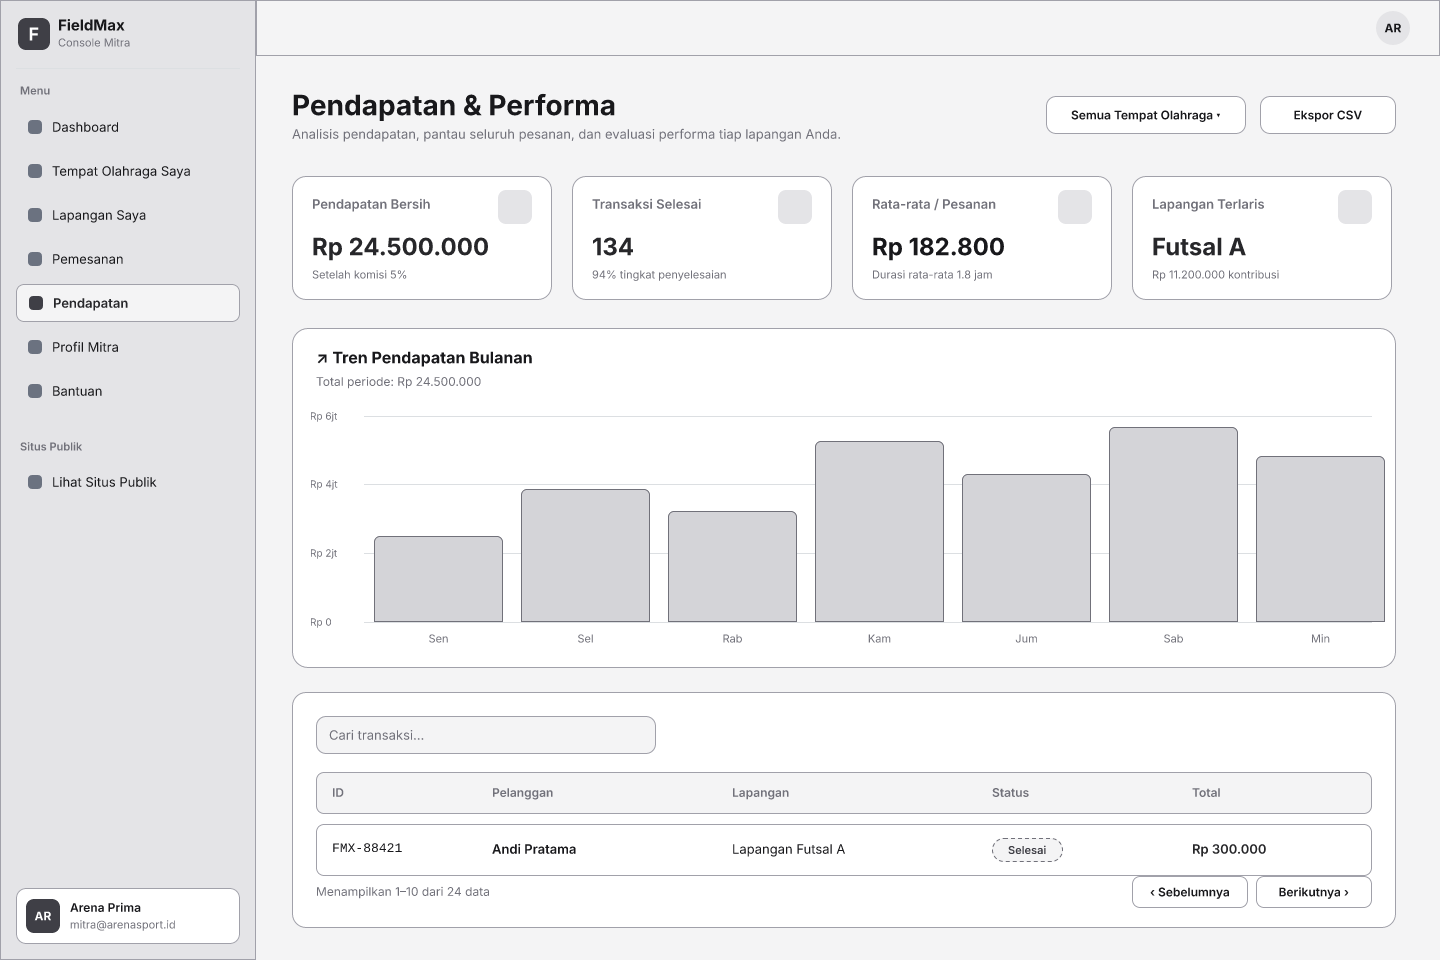 F
FieldMax
Console Mitra
Menu
Dashboard
Tempat Olahraga Saya
Lapangan Saya
Pemesanan
Pendapatan
Profil Mitra
Bantuan
Situs Publik
Lihat Situs Publik
AR
Arena Prima
mitra@arenasport.id
AR
Pendapatan & Performa
Analisis pendapatan, pantau seluruh pesanan, dan evaluasi performa tiap lapangan Anda.
Semua Tempat Olahraga ▾
Ekspor CSV
Pendapatan Bersih
Rp 24.500.000
Setelah komisi 5%
Transaksi Selesai
134
94% tingkat penyelesaian
Rata-rata / Pesanan
Rp 182.800
Durasi rata-rata 1.8 jam
Lapangan Terlaris
Futsal A
Rp 11.200.000 kontribusi
↗ Tren Pendapatan Bulanan
Total periode: Rp 24.500.000
Rp 6jt
Rp 4jt
Rp 2jt
Rp 0
Sen Sel Rab Kam Jum Sab Min
Cari transaksi...
ID Pelanggan Lapangan Status Total
FMX-88421 Andi Pratama Lapangan Futsal A Selesai Rp 300.000
Menampilkan 1–10 dari 24 data
‹ Sebelumnya
Berikutnya ›